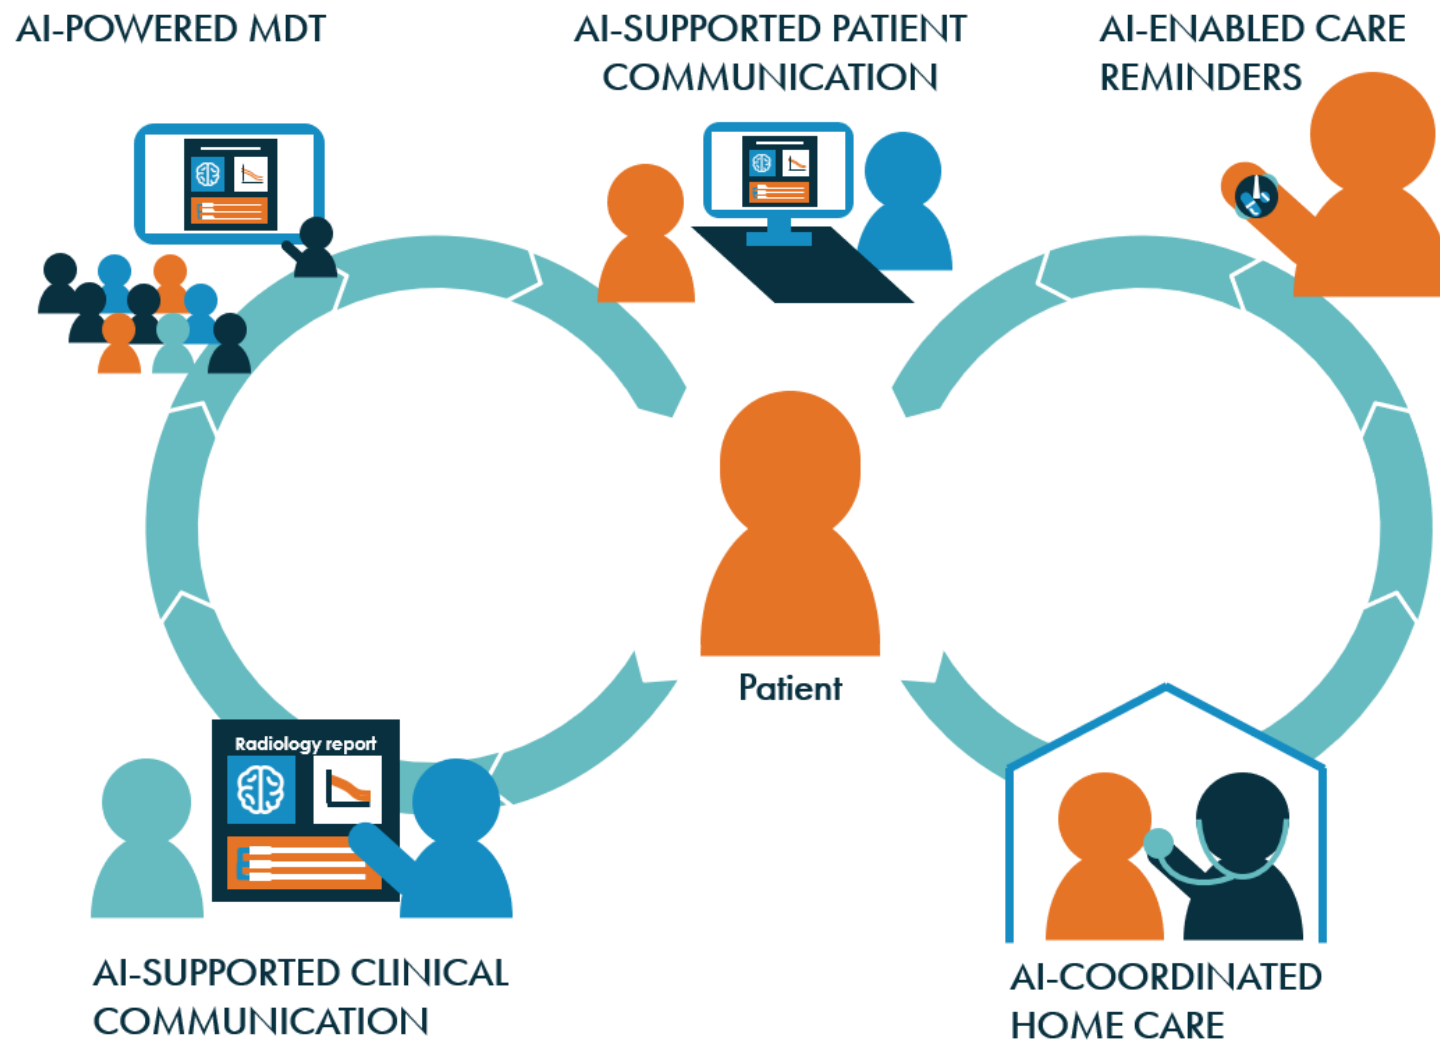 AI-POWERED MDT
AI-SUPPORTED PATIENT
COMMUNICATION
AI-ENABLED CARE
REMINDERS
Patient
Radiology report
AI-SUPPORTED CLINICAL
COMMUNICATION
AI-COORDINATED
HOME CARE